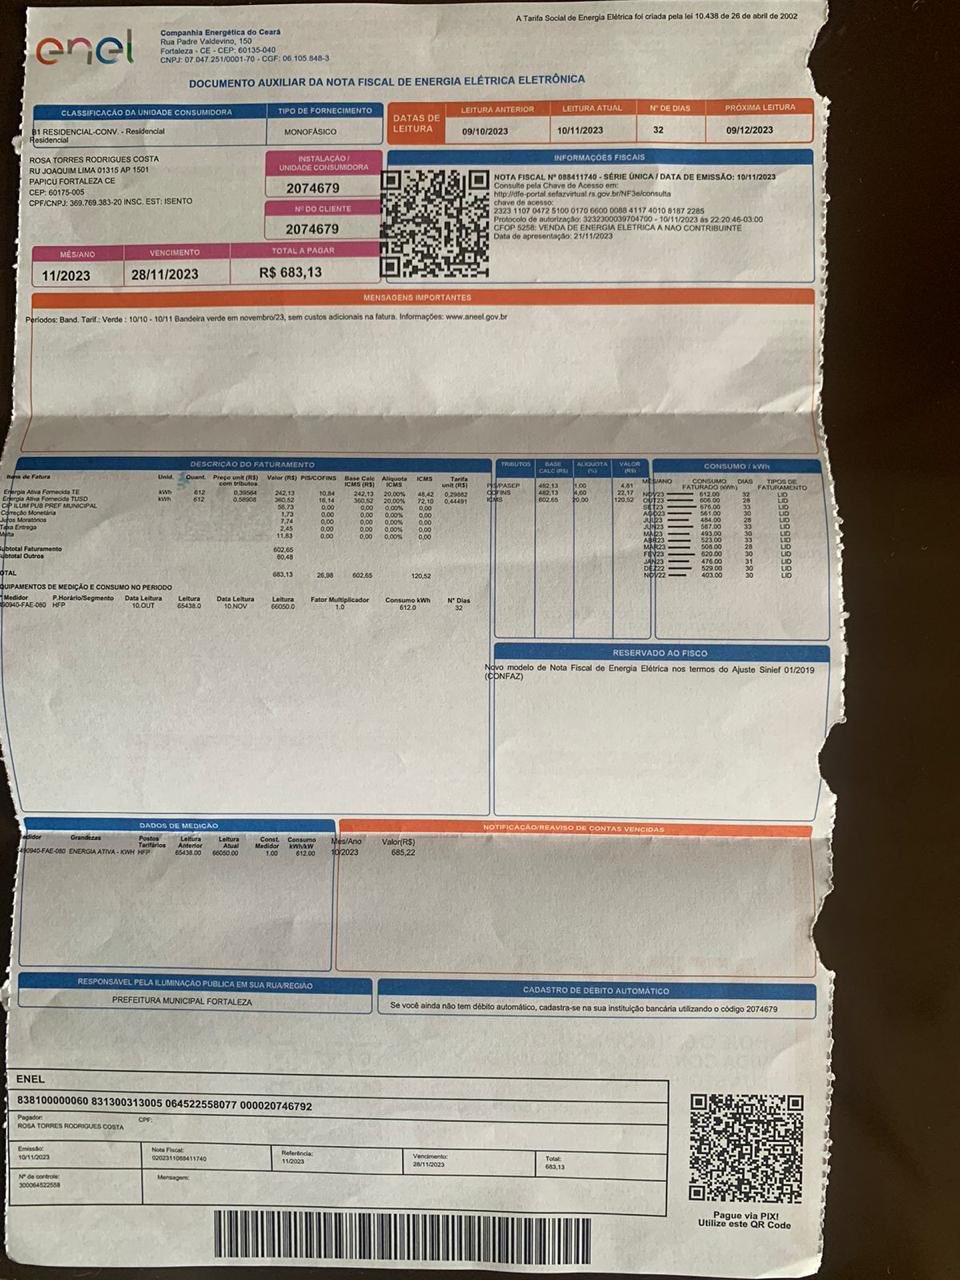 A Tarifa Social de Energia Elétrica foi criada pela lei 10.438 de 26 de abril de 2002
enel
Companhia Energética do Ceará
Rua Padre Valdevino, 150
Fortaleza - CE - CEP: 60135-040
CNPJ: 07.047.251/0001-70 - CGF: 06.105.848-3
DOCUMENTO AUXILIAR DA NOTA FISCAL DE ENERGIA ELÉTRICA ELETRÔNICA
CLASSIFICAÇÃO DA UNIDADE CONSUMIDORA
B1 RESIDENCIAL-CONV. - Residencial
Residencial
TIPO DE FORNECIMENTO
MONOFÁSICO
DATAS DE LEITURA
LEITURA ANTERIOR LEITURA ATUAL Nº DE DIAS PRÓXIMA LEITURA
09/10/2023 10/11/2023 32 09/12/2023
ROSA TORRES RODRIGUES COSTA
RU JOAQUIM LIMA 01315 AP 1501
PAPICU FORTALEZA CE
CEP: 60175-005
CPF/CNPJ: 369.769.383-20 INSC. EST: ISENTO
INSTALAÇÃO / UNIDADE CONSUMIDORA
2074679
Nº DO CLIENTE
2074679
MÊS/ANO VENCIMENTO TOTAL A PAGAR
11/2023 28/11/2023 R$ 683,13
INFORMAÇÕES FISCAIS
NOTA FISCAL Nº 088411740 - SÉRIE ÚNICA / DATA DE EMISSÃO: 10/11/2023
Consulte pela Chave de Acesso em:
http://dfe-portal.sefazvirtual.rs.gov.br/NF3e/consulta
chave de acesso:
2323 1107 0472 5100 0170 6600 0088 4117 4010 8187 2285
Protocolo de autorização: 3232300039704700 - 10/11/2023 às 22:20:46-03:00
CFOP 5258: VENDA DE ENERGIA ELETRICA A NAO CONTRIBUINTE
Data de apresentação: 21/11/2023
MENSAGENS IMPORTANTES
Períodos: Band. Tarif.: Verde : 10/10 - 10/11 Bandeira verde em novembro/23, sem custos adicionais na fatura. Informações: www.aneel.gov.br
DESCRIÇÃO DO FATURAMENTO
Itens de Fatura Unid. Quant. Preço unit (R$) com tributos Valor (R$) PIS/COFINS Base Calc ICMS (R$) Alíquota ICMS ICMS Tarifa unit (R$)
Energia Ativa Fornecida TE kWh 612 0,39564 242,13 10,84 242,13 20,00% 48,42 0,29882
Energia Ativa Fornecida TUSD kWh 612 0,58908 360,52 16,14 360,52 20,00% 72,10 0,44491
CIP ILUM PUB PREF MUNICIPAL 56,73 0,00 0,00 0,00% 0,00
Correção Monetária 1,73 0,00 0,00 0,00% 0,00
Juros Moratórios 7,74 0,00 0,00 0,00% 0,00
Taxa Entrega 2,45 0,00 0,00 0,00% 0,00
Multa 11,83 0,00 0,00 0,00% 0,00
Subtotal Faturamento 602,65
Subtotal Outros 80,48
TOTAL 683,13 26,98 602,65 120,52
EQUIPAMENTOS DE MEDIÇÃO E CONSUMO NO PERÍODO
Medidor P.Horário/Segmento Data Leitura Leitura Data Leitura Leitura Fator Multiplicador Consumo kWh Nº Dias
490940-FAE-080 HFP 10.OUT 65438.0 10.NOV 66050.0 1.0 612.0 32
TRIBUTOS BASE CALC (R$) ALÍQUOTA (%) VALOR (R$)
PIS/PASEP 482,13 1,00 4,81
COFINS 482,13 4,60 22,17
ICMS 602,65 20,00 120,52
CONSUMO / kWh
MÊS/ANO CONSUMO FATURADO (kWh) DIAS TIPOS DE FATURAMENTO
NOV23 612.00 32 LID
OUT23 606.00 28 LID
SET23 676.00 33 LID
AGO23 561.00 30 LID
JUL23 484.00 28 LID
JUN23 587.00 33 LID
MAI23 493.00 30 LID
ABR23 523.00 33 LID
MAR23 508.00 28 LID
FEV23 620.00 30 LID
JAN23 476.00 31 LID
DEZ22 529.00 30 LID
NOV22 403.00 30 LID
RESERVADO AO FISCO
Novo modelo de Nota Fiscal de Energia Elétrica nos termos do Ajuste Sinief 01/2019
(CONFAZ)
DADOS DE MEDIÇÃO
Medidor Grandezas Postos Tarifários Leitura Anterior Leitura Atual Const. Medidor Consumo kWh/kW
490940-FAE-080 ENERGIA ATIVA - KWH HFP 65438.00 66050.00 1.00 612.00
NOTIFICAÇÃO/REAVISO DE CONTAS VENCIDAS
Mes/Ano Valor(R$)
10/2023 685,22
RESPONSÁVEL PELA ILUMINAÇÃO PUBLICA EM SUA RUA/REGIÃO
PREFEITURA MUNICIPAL FORTALEZA
CADASTRO DE DÉBITO AUTOMÁTICO
Se você ainda não tem débito automático, cadastra-se na sua instituição bancária utilizando o código 2074679
ENEL
838100000060 831300313005 064522558077 000020746792
Pagador: CPF:
ROSA TORRES RODRIGUES COSTA
Emissão: Nota Fiscal: Referência: Vencimento: Total:
10/11/2023 0202311088411740 11/2023 28/11/2023 683,13
Nº de controle: Mensagem:
300064522558
Pague via PIX!
Utilize este QR Code